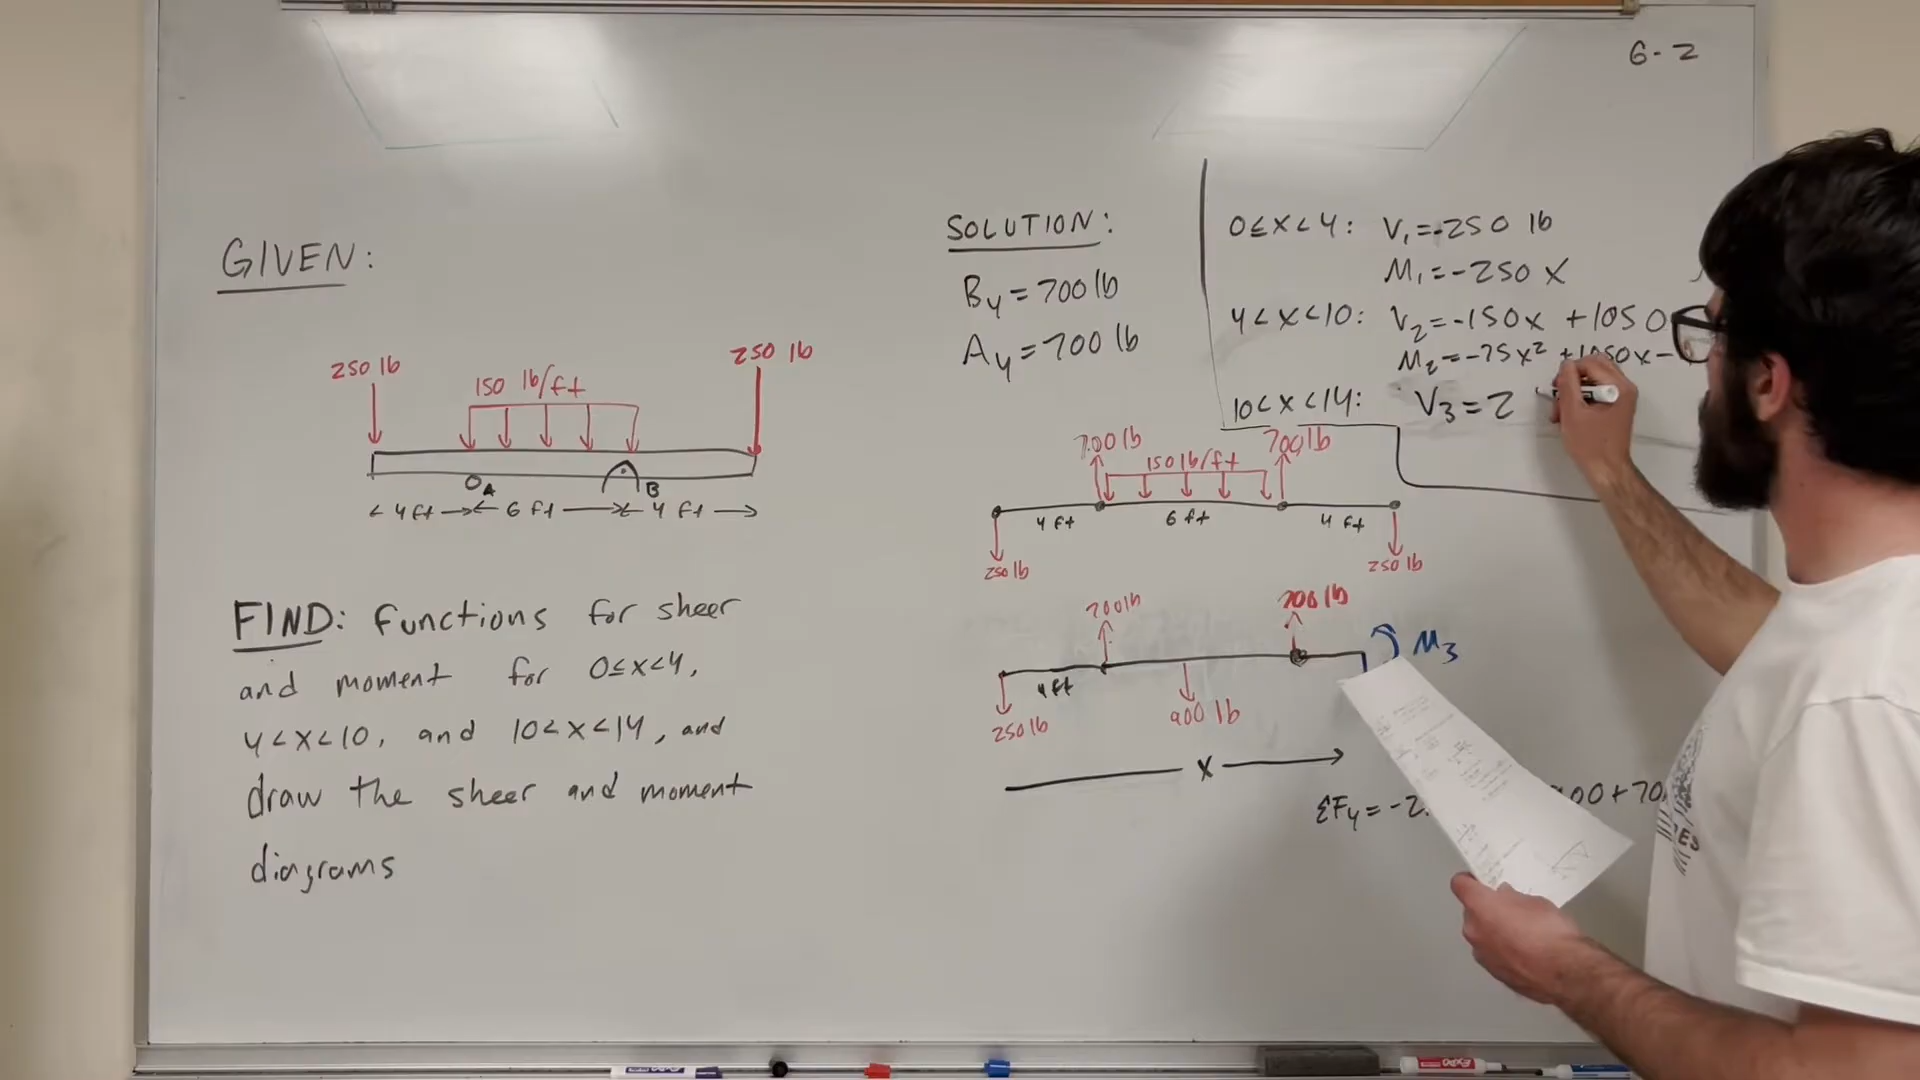 6-2
GIVEN:
250 lb
250 lb
150 lb/ft
A
B
4 ft
6 ft
4 ft
FIND: functions for sheer
and moment for 0≤x<4,
4<x<10, and 10<x<14, and
draw the sheer and moment
diagrams
SOLUTION:
By=700 lb
Ay=700 lb
0≤x<4: V₁=-250 lb
M₁=-250 x
4<x<10: V₂=-150x +1050
M₂=-75x² +1050x-
10<x<14: V₃=2
700 lb
700 lb
150 lb/ft
4 ft
6 ft
4 ft
250 lb
250 lb
700 lb
700 lb
M₃
4 ft
250 lb
900 lb
x
ΣFy=-2
00+70